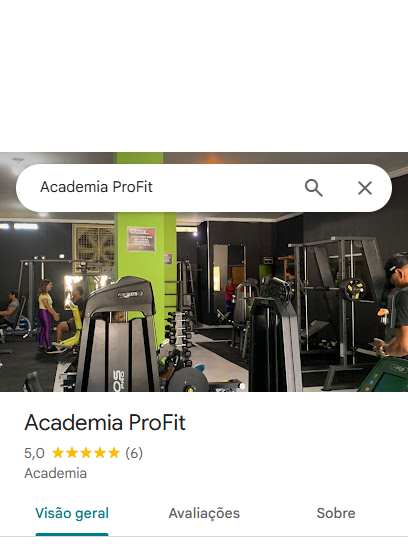 Academia ProFit
Academia ProFit
5,0 (6)
Academia
Visão geral
Avaliações
Sobre